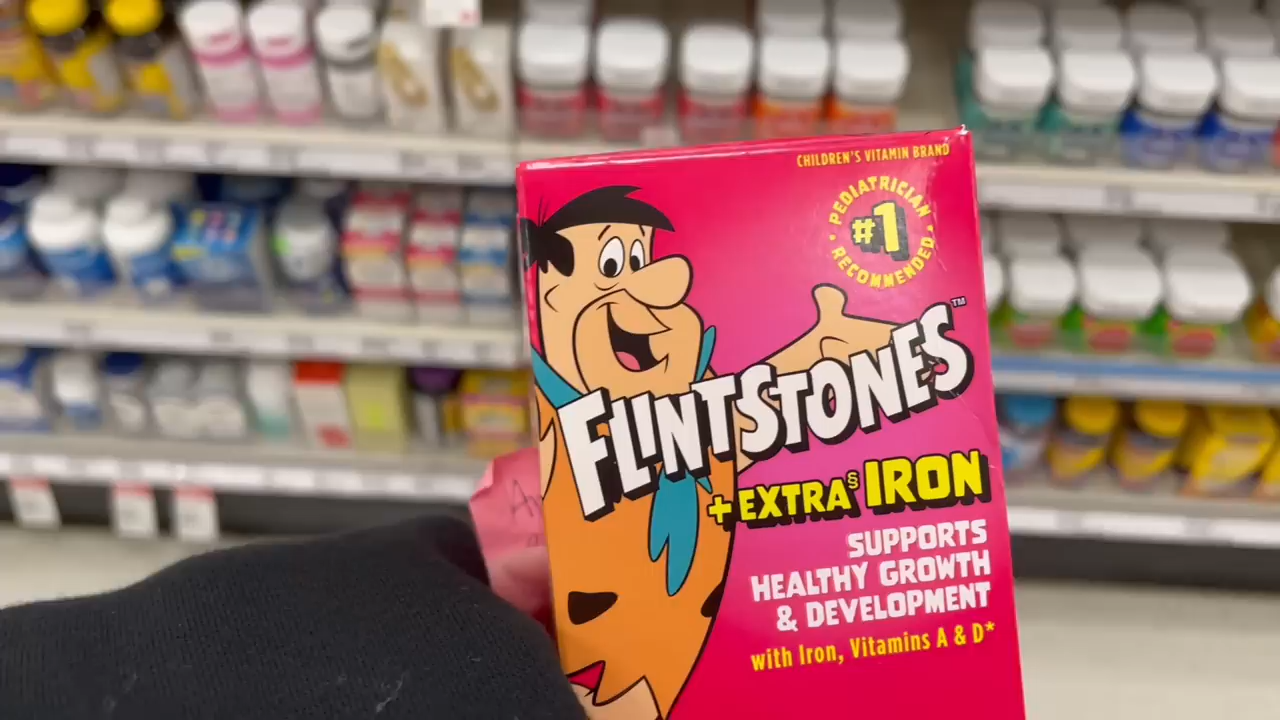 CHILDREN'S VITAMIN BRAND
PEDIATRICIAN
#1
RECOMMENDED
FLINTSTONES™
+ EXTRA§ IRON
SUPPORTS
HEALTHY GROWTH
& DEVELOPMENT
with Iron, Vitamins A & D*